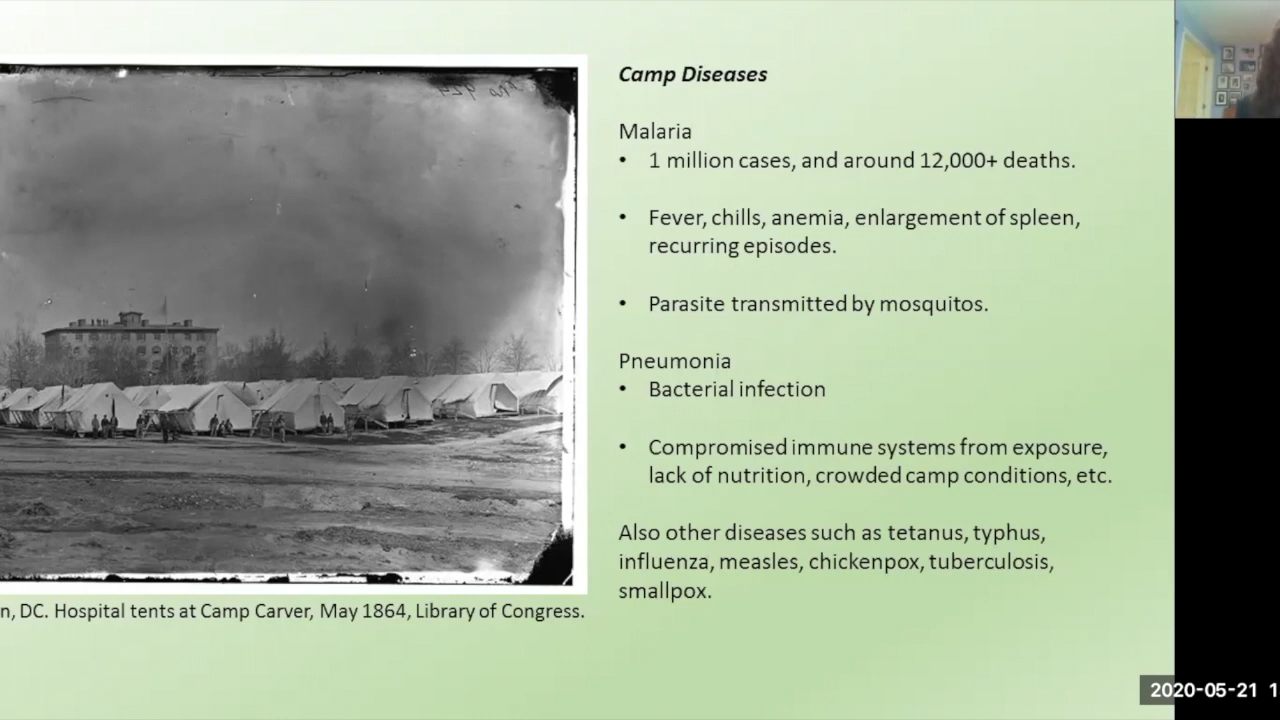 Camp Diseases
Malaria
• 1 million cases, and around 12,000+ deaths.
• Fever, chills, anemia, enlargement of spleen,
recurring episodes.
• Parasite transmitted by mosquitos.
Pneumonia
• Bacterial infection
• Compromised immune systems from exposure,
lack of nutrition, crowded camp conditions, etc.
Also other diseases such as tetanus, typhus,
influenza, measles, chickenpox, tuberculosis,
smallpox.
n, DC. Hospital tents at Camp Carver, May 1864, Library of Congress.
2020-05-21 1